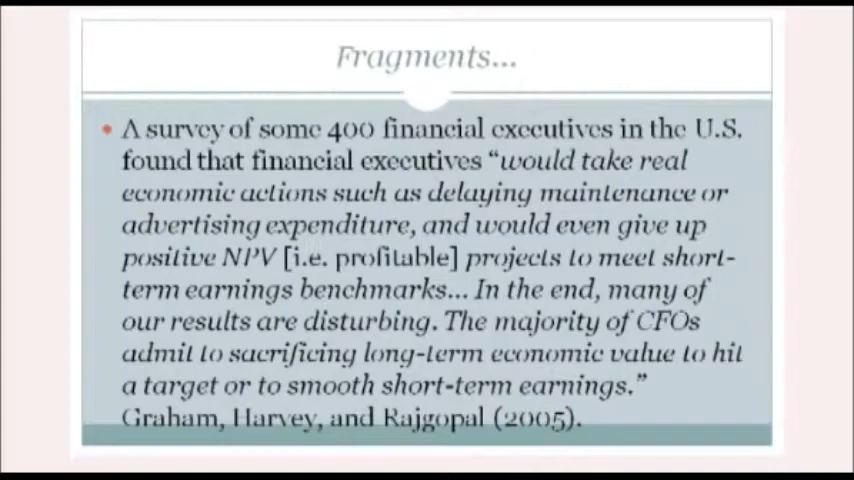 Fragments...
• A survey of some 400 financial executives in the U.S.
found that financial executives “would take real
economic actions such as delaying maintenance or
advertising expenditure, and would even give up
positive NPV [i.e. profitable] projects to meet short-
term earnings benchmarks... In the end, many of
our results are disturbing. The majority of CFOs
admit to sacrificing long-term economic value to hit
a target or to smooth short-term earnings.”
Graham, Harvey, and Rajgopal (2005).